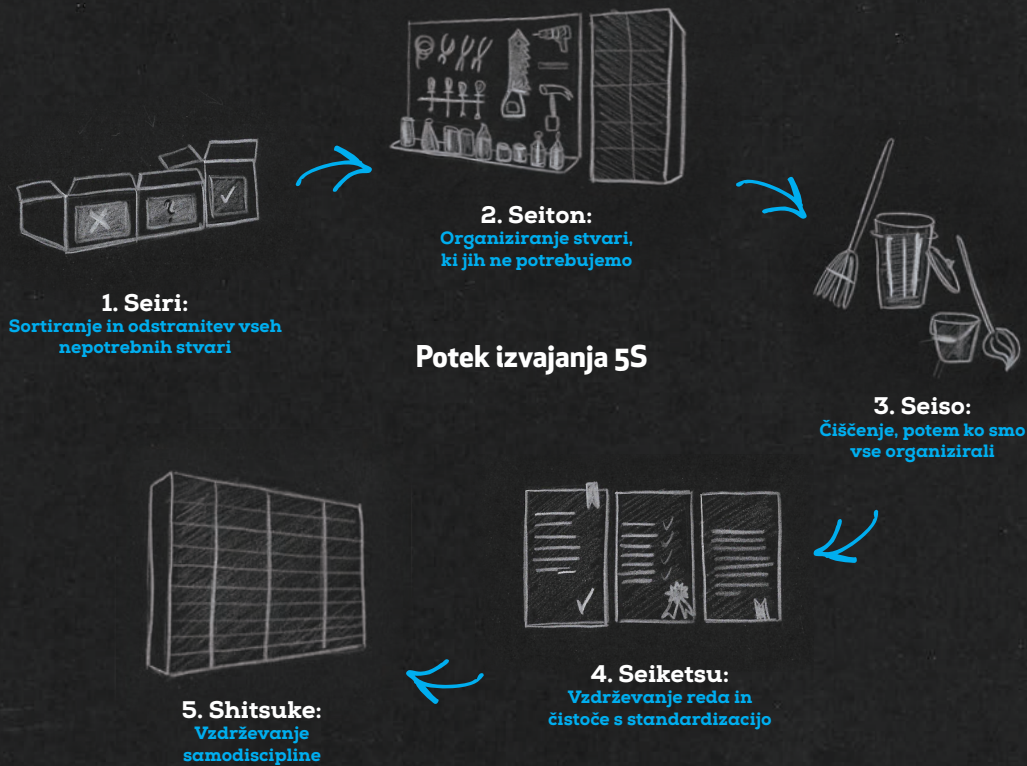 1. Seiri:
Sortiranje in odstranitev vseh
nepotrebnih stvari
2. Seiton:
Organiziranje stvari,
ki jih ne potrebujemo
Potek izvajanja 5S
3. Seiso:
Čiščenje, potem ko smo
vse organizirali
4. Seiketsu:
Vzdrževanje reda in
čistoče s standardizacijo
5. Shitsuke:
Vzdrževanje
samodiscipline